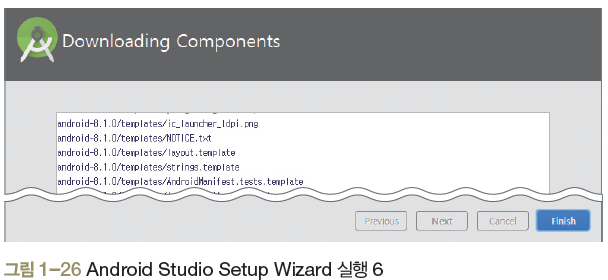 Downloading Components
android-8.1.0/templates/ic_launcher_ldpi.png
android-8.1.0/templates/NOTICE.txt
android-8.1.0/templates/layout.template
android-8.1.0/templates/strings.template
android-8.1.0/templates/AndroidManifest.tests.template
Previous Next Cancel Finish
그림 1-26 Android Studio Setup Wizard 실행 6